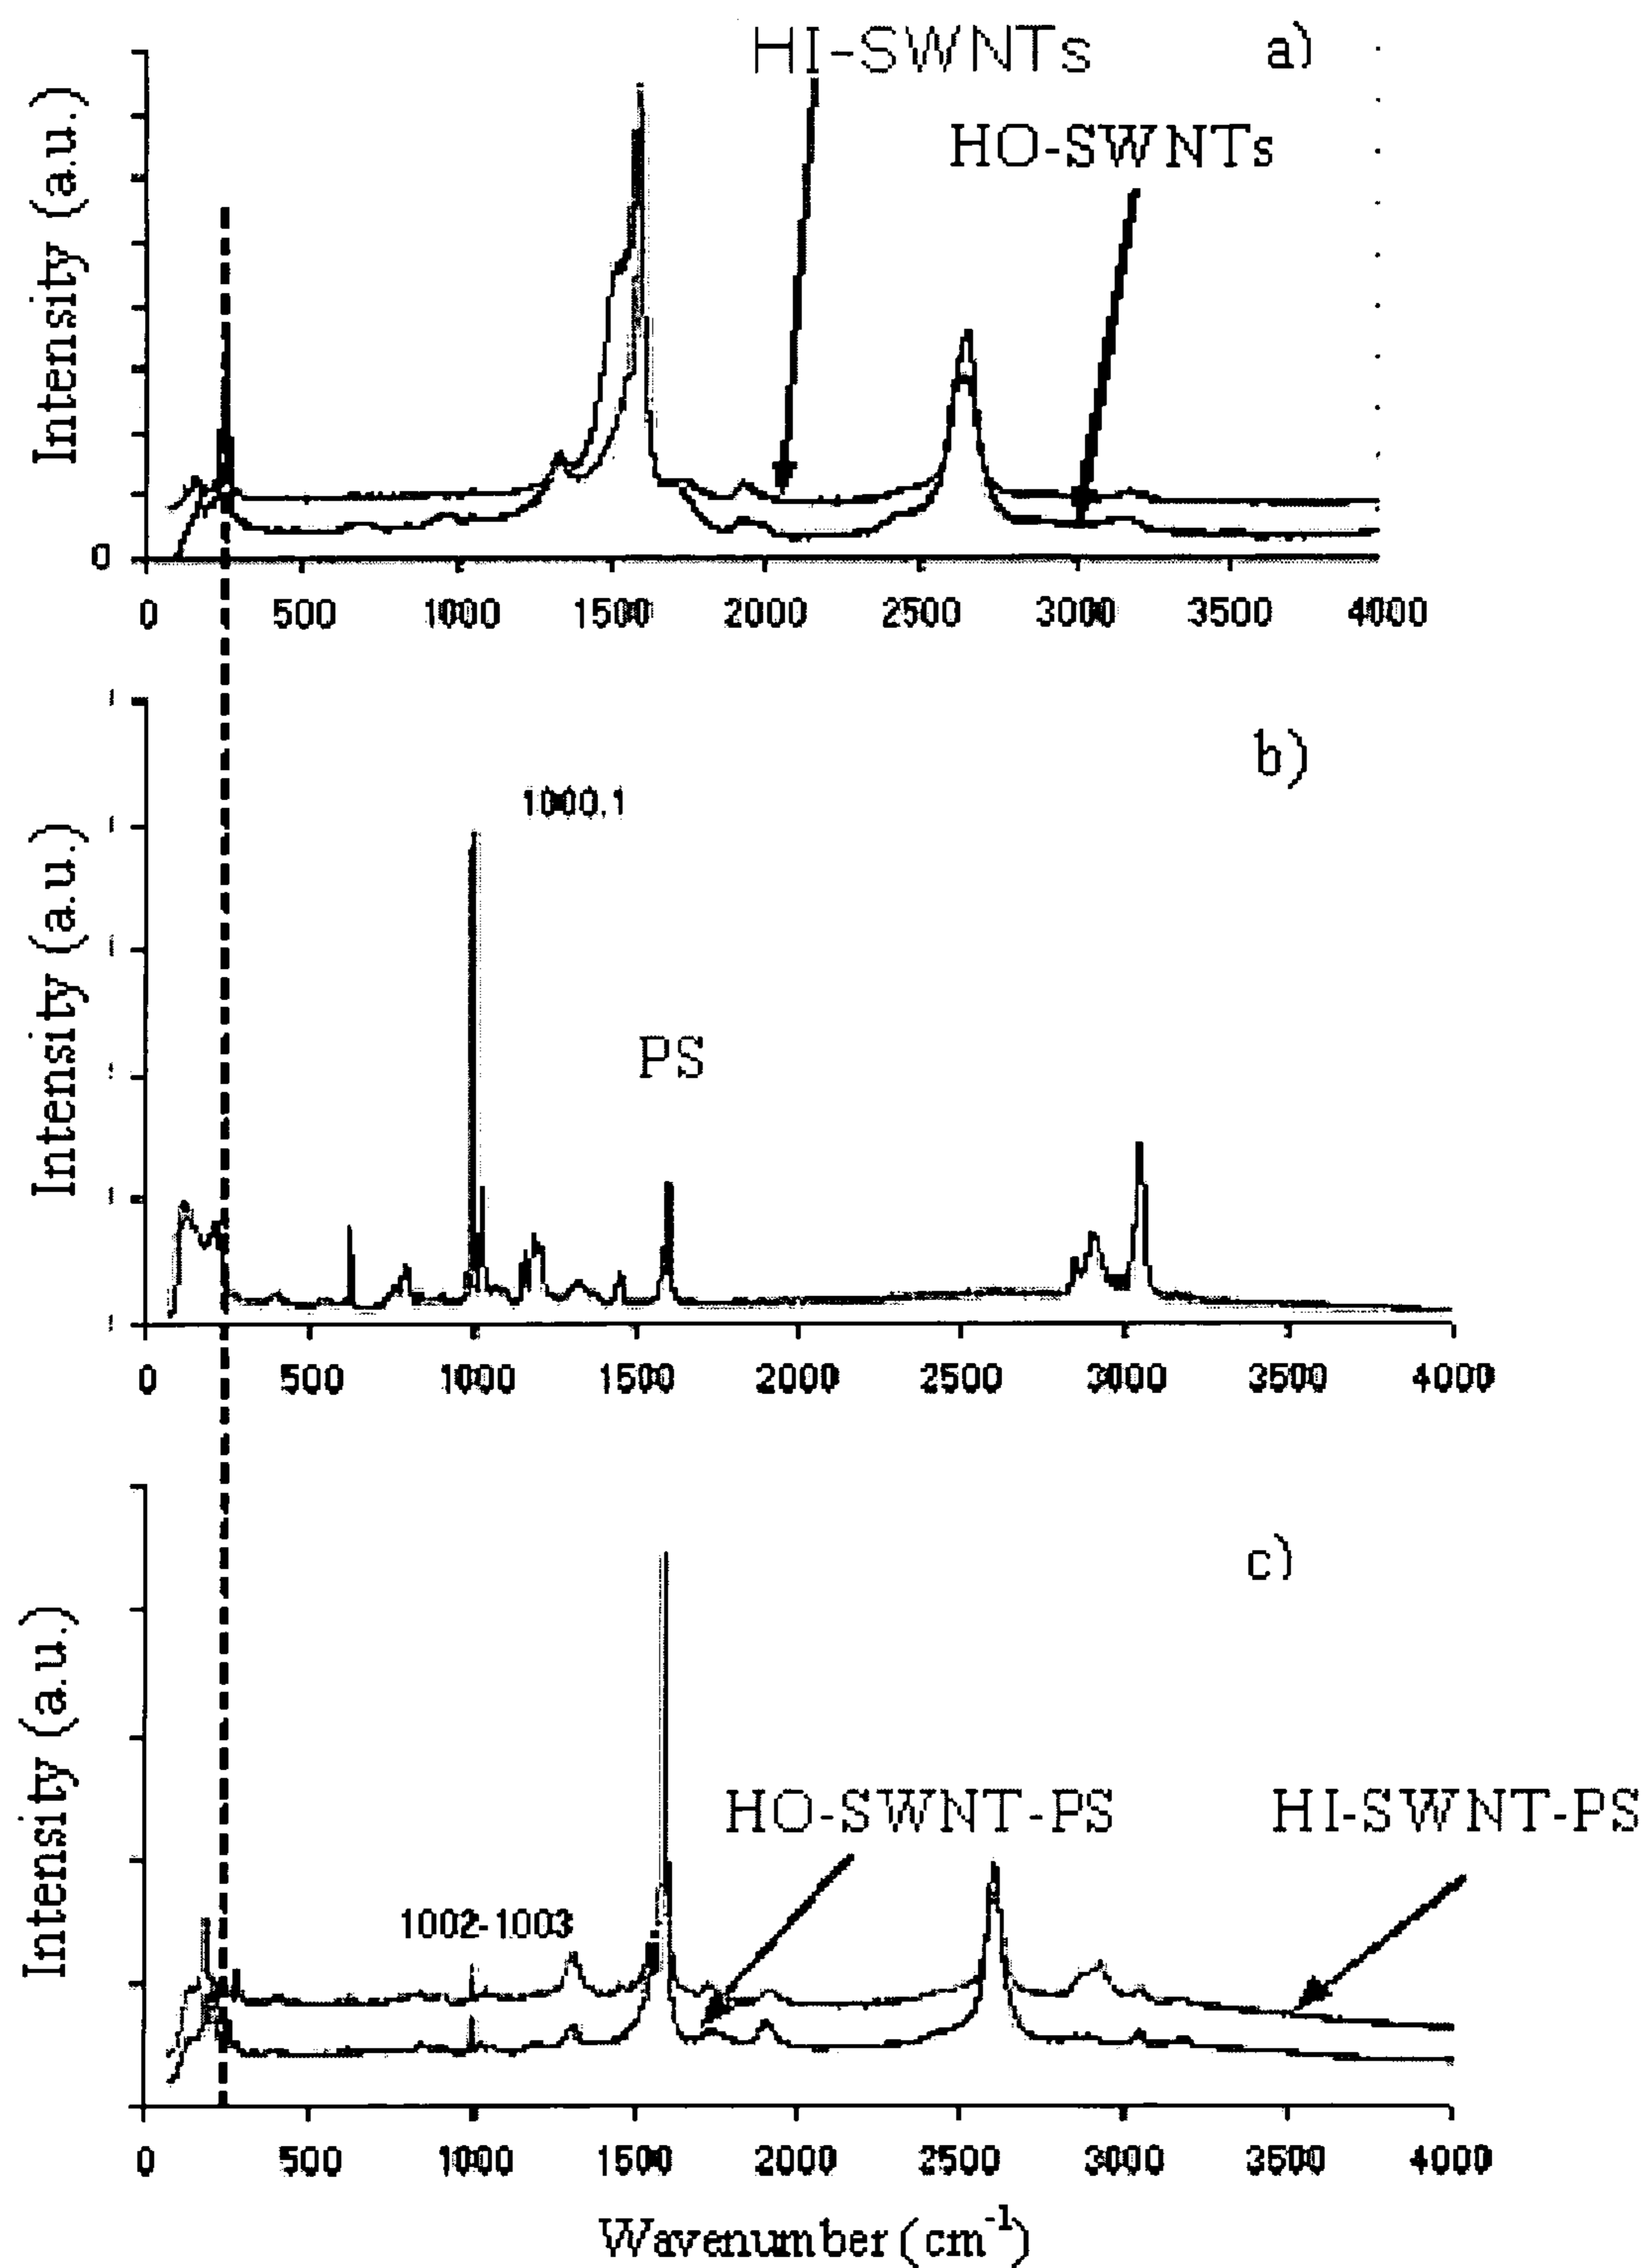 HI-SWNTs
a)
HO-SWNTs
Intensity (a.u.)
0
0 500 1000 1500 2000 2500 3000 3500 4000
b)
1000.1
Intensity (a.u.)
PS
0 500 1000 1500 2000 2500 3000 3500 4000
c)
Intensity (a.u.)
HO-SWNT-PS
HI-SWNT-PS
1002-1003
0 500 1000 1500 2000 2500 3000 3500 4000
Wavenumber (cm⁻¹)